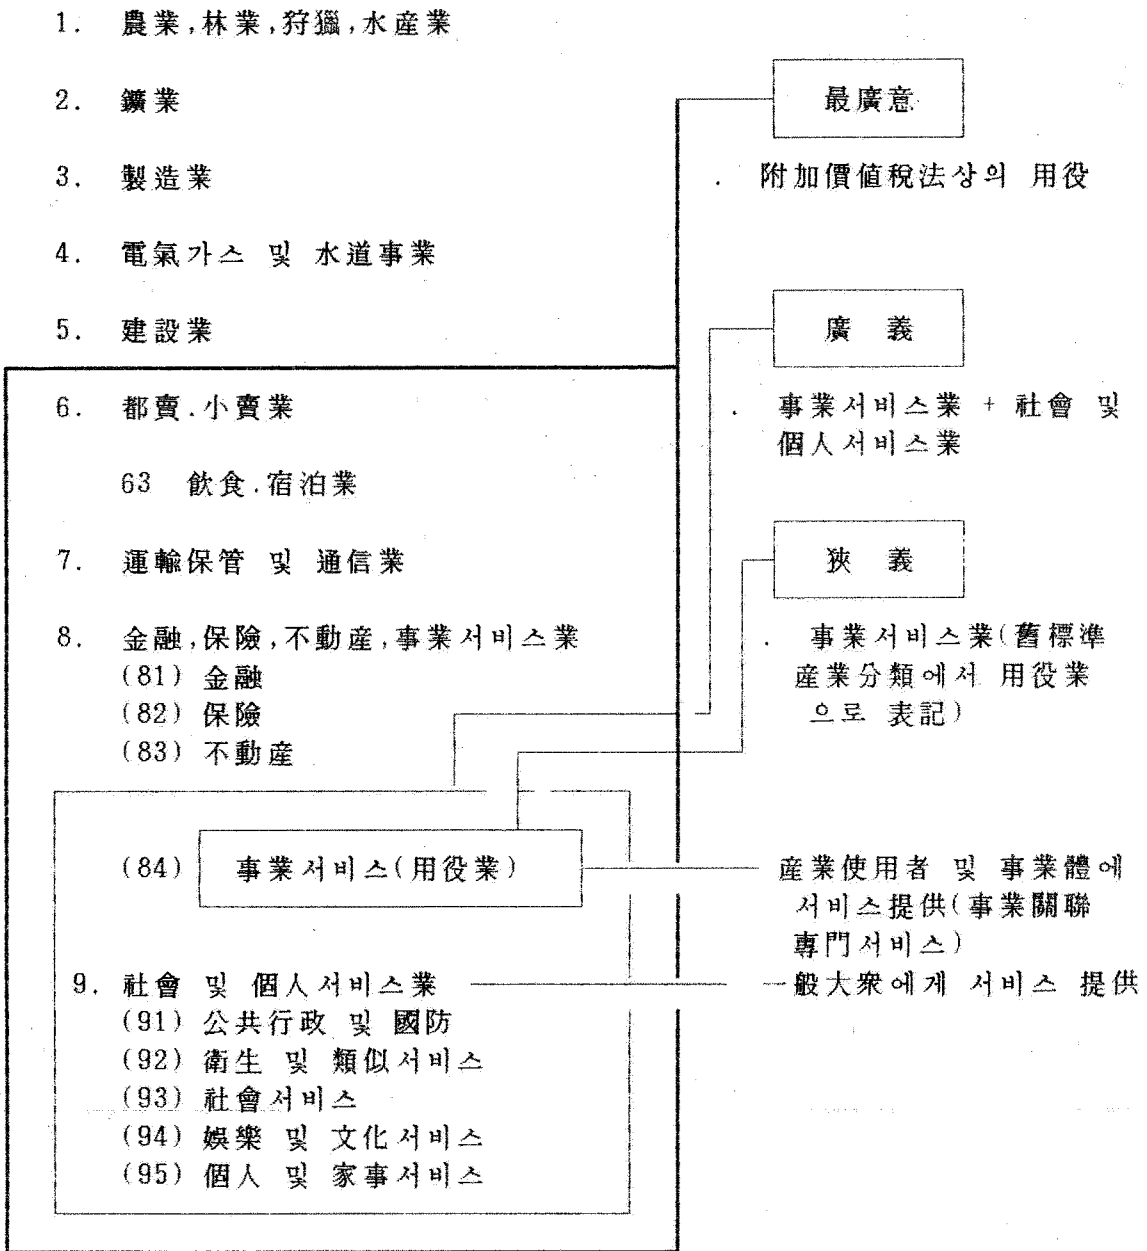 1. 農業,林業,狩獵,水産業
2. 鑛業
3. 製造業
4. 電氣가스 및 水道事業
5. 建設業
6. 都賣.小賣業
63 飮食.宿泊業
7. 運輸保管 및 通信業
8. 金融,保險,不動産,事業서비스業
(81) 金融
(82) 保險
(83) 不動産
(84) 事業서비스(用役業)
9. 社會 및 個人서비스業
(91) 公共行政 및 國防
(92) 衛生 및 類似서비스
(93) 社會서비스
(94) 娛樂 및 文化서비스
(95) 個人 및 家事서비스
最廣意
. 附加價値稅法상의 用役
廣 義
. 事業서비스業 + 社會 및
個人서비스業
狹 義
. 事業서비스業(舊標準
産業分類에서 用役業
으로 表記)
産業使用者 및 事業體에
서비스提供(事業關聯
專門서비스)
一般大衆에게 서비스 提供